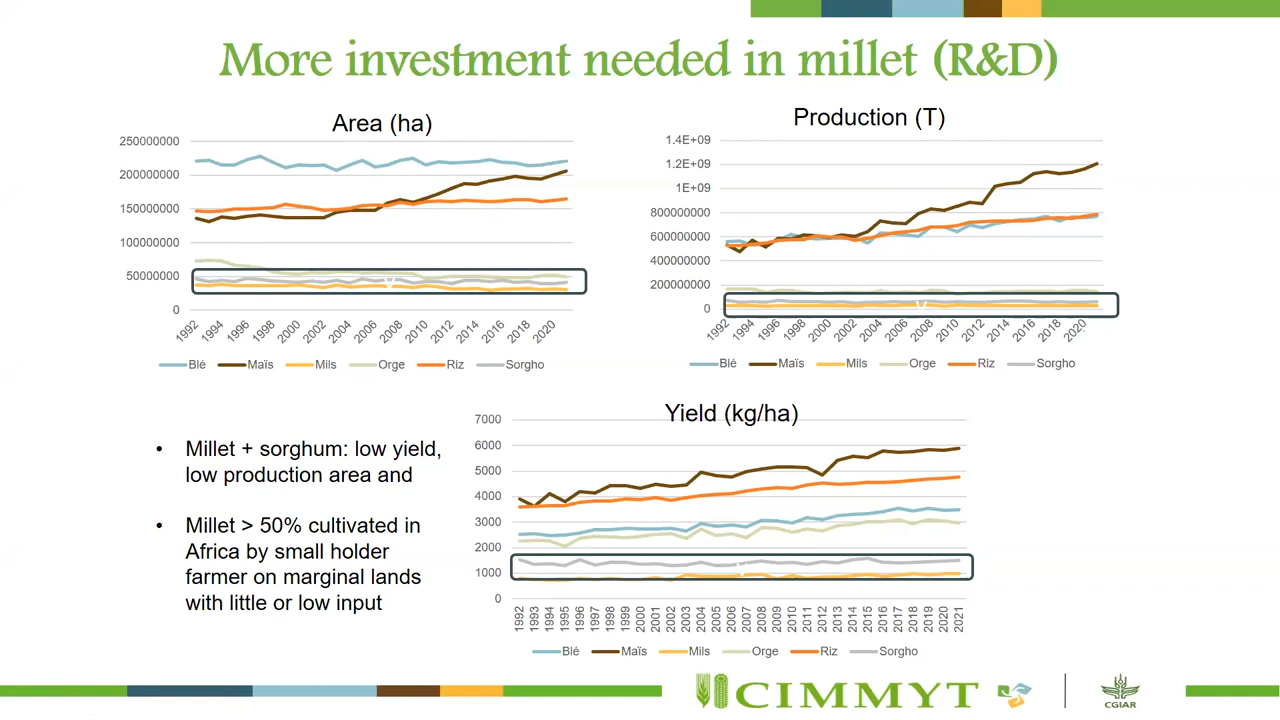 More investment needed in millet (R&D)
Area (ha)
250000000
200000000
150000000
100000000
50000000
0
1992 1994 1996 1998 2000 2002 2004 2006 2008 2010 2012 2014 2016 2018 2020
Blé Maïs Mils Orge Riz Sorgho
Production (T)
1.4E+09
1.2E+09
1E+09
800000000
600000000
400000000
200000000
0
1992 1994 1996 1998 2000 2002 2004 2006 2008 2010 2012 2014 2016 2018 2020
Blé Maïs Mils Orge Riz Sorgho
• Millet + sorghum: low yield,
low production area and
• Millet > 50% cultivated in
Africa by small holder
farmer on marginal lands
with little or low input
Yield (kg/ha)
7000
6000
5000
4000
3000
2000
1000
0
1992 1993 1994 1995 1996 1997 1998 1999 2000 2001 2002 2003 2004 2005 2006 2007 2008 2009 2010 2011 2012 2013 2014 2015 2016 2017 2018 2019 2020 2021
Blé Maïs Mils Orge Riz Sorgho
CIMMYT
CGIAR